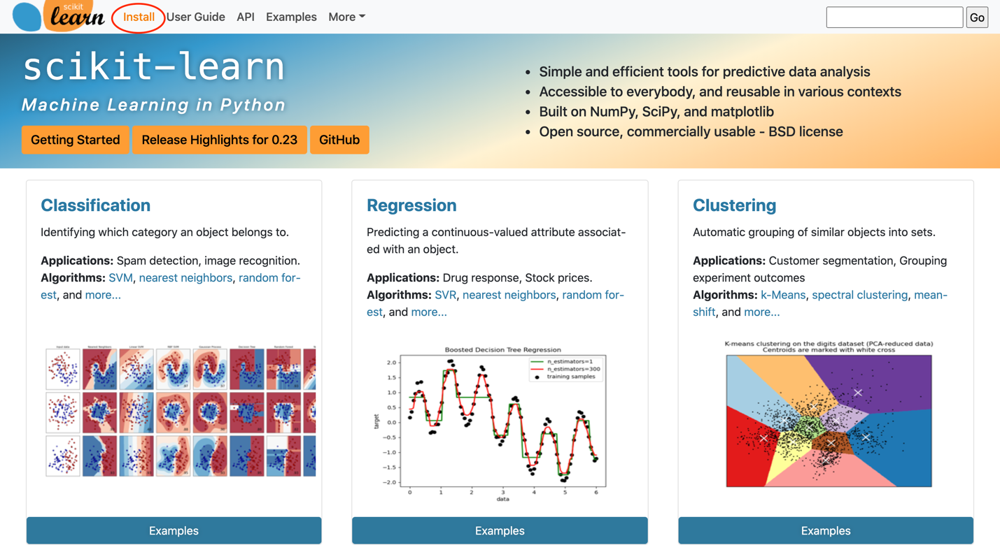 scikit
learn
Install User Guide API Examples More
Go
scikit-learn
Machine Learning in Python
Getting Started Release Highlights for 0.23 GitHub
• Simple and efficient tools for predictive data analysis
• Accessible to everybody, and reusable in various contexts
• Built on NumPy, SciPy, and matplotlib
• Open source, commercially usable - BSD license
Classification
Identifying which category an object belongs to.
Applications: Spam detection, image recognition.
Algorithms: SVM, nearest neighbors, random for-
est, and more...
Input data Nearest Neighbors Linear SVM RBF SVM Gaussian Process Decision Tree Random Forest
Examples
Regression
Predicting a continuous-valued attribute associat-
ed with an object.
Applications: Drug response, Stock prices.
Algorithms: SVR, nearest neighbors, random for-
est, and more...
Boosted Decision Tree Regression
n_estimators=1
n_estimators=300
training samples
2.0
1.5
1.0
0.5
0.0
−0.5
−1.0
−1.5
−2.0
target
0 1 2 3 4 5 6
data
Examples
Clustering
Automatic grouping of similar objects into sets.
Applications: Customer segmentation, Grouping
experiment outcomes
Algorithms: k-Means, spectral clustering, mean-
shift, and more...
K-means clustering on the digits dataset (PCA-reduced data)
Centroids are marked with white cross
Examples